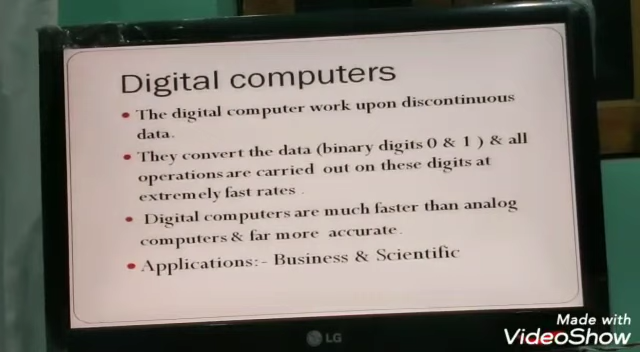 Digital computers
• The digital computer work upon discontinuous
data.
• They convert the data (binary digits 0 & 1 ) & all
operations are carried out on these digits at
extremely fast rates .
• Digital computers are much faster than analog
computers & far more accurate.
• Applications:- Business & Scientific
LG
Made with
VideoShow